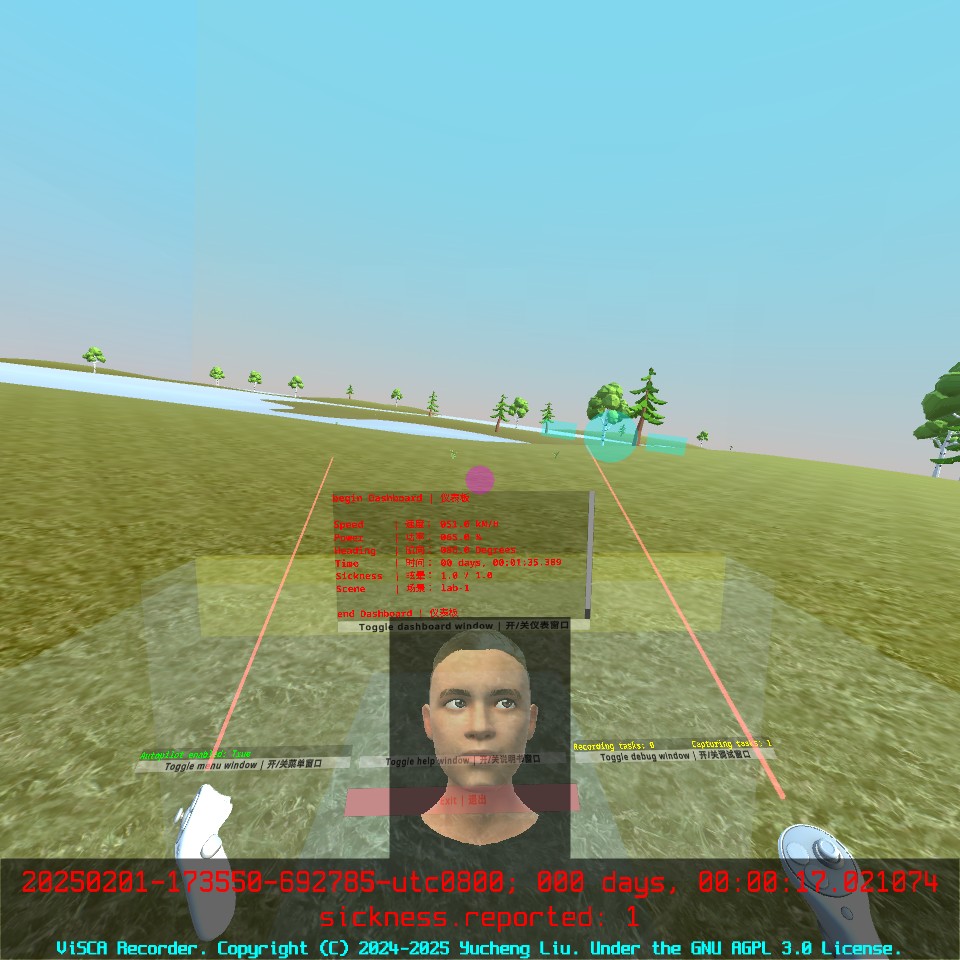 begin Dashboard | 仪表板
Speed | 速度: 051.0 KM/H
Power | 功率: 065.0 %
Heading | 方向: Degrees
Time | 时间: 00 days, 00:01:35.389
Sickness | 1.0 / 1.0
Scene | 场景: lab-1
end Dashboard | 仪表板
Toggle dashboard window | 开/关仪表窗口
Autopilot enabled: True
Toggle menu window | 开/关菜单窗口
Toggle help window | 开/关说明书窗口
Recording tasks: 0 Capturing tasks: 1
Toggle debug window | 开/关调试窗口
Exit | 退出
20250201-173550-692785-utc0800; 000 days, 00:00:17.021074
sickness.reported: 1
ViSCA Recorder. Copyright (C) 2024-2025 Yucheng Liu. Under the GNU AGPL 3.0 License.